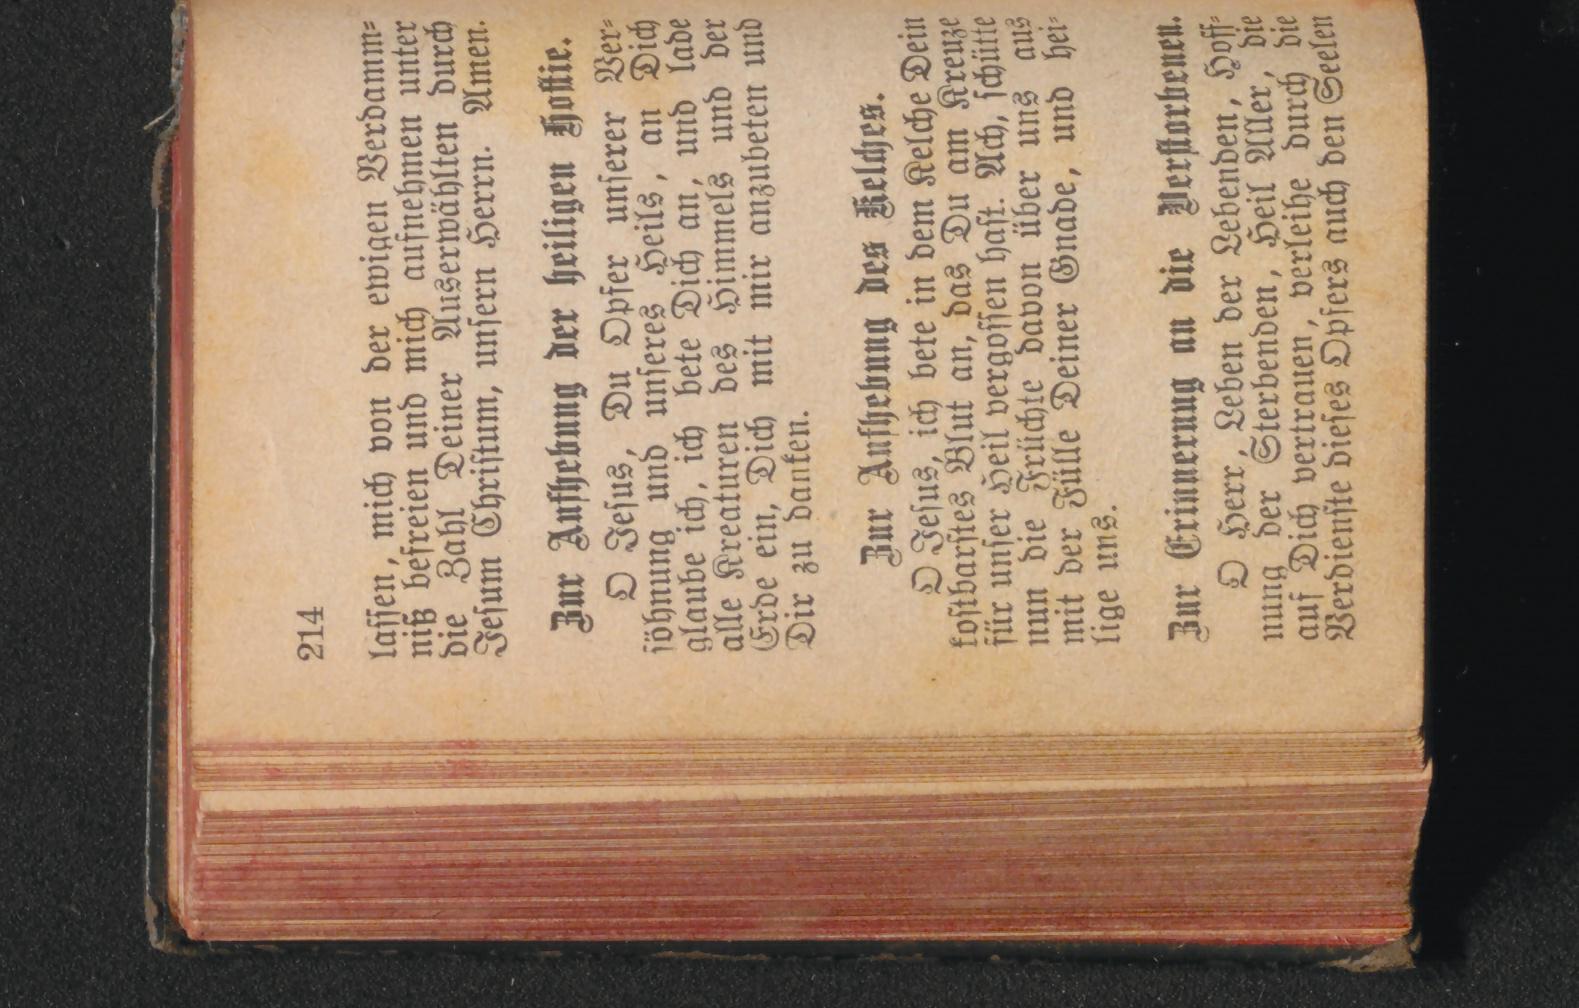 214
lassen, mich von der ewigen Verdamm-
niß befreien und mich aufnehmen unter
die Zahl Deiner Auserwählten durch
Jesum Christum, unsern Herrn. Amen.
Zur Aufhebung der heiligen Hostie.
O Jesus, Du Opfer unserer Ver-
söhnung und unseres Heils, an Dich
glaube ich, ich bete Dich an, und lade
alle Kreaturen des Himmels und der
Erde ein, Dich mit mir anzubeten und
Dir zu danken.
Zur Aufhebung des Kelches.
O Jesus, ich bete in dem Kelche Dein
kostbarstes Blut an, das Du am Kreuze
für unser Heil vergossen hast. Ach, schütte
nun die Früchte davon über uns aus
mit der Fülle Deiner Gnade, und hei-
lige uns.
Zur Erinnerung an die Verstorbenen.
O Herr, Leben der Lebenden, Hoff-
nung der Sterbenden, Heil Aller, die
auf Dich vertrauen, verleihe durch die
Verdienste dieses Opfers auch den Seelen